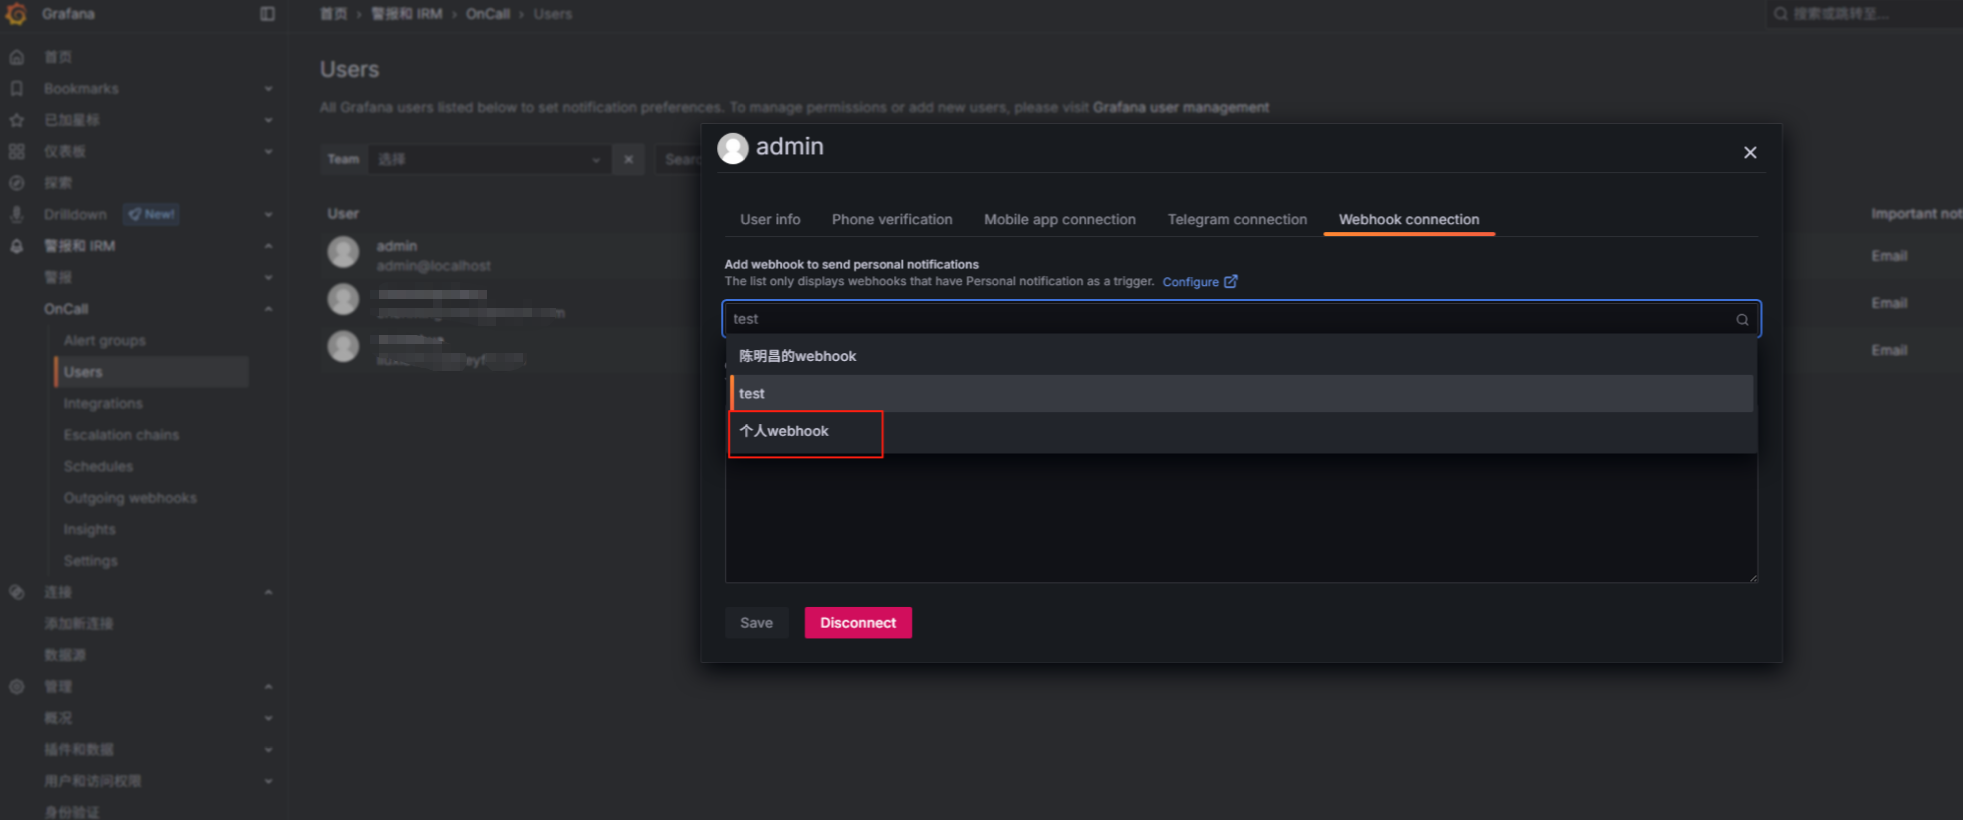 Grafana
首页 › 警报和 IRM › OnCall › Users
搜索或跳转至...
首页
Bookmarks
已加星标
仪表板
探索
Drilldown New!
警报和 IRM
警报
OnCall
Alert groups
Users
Integrations
Escalation chains
Schedules
Outgoing webhooks
Insights
Settings
连接
添加新连接
数据源
管理
概况
插件和数据
用户和访问权限
身份验证
Users
All Grafana users listed below to set notification preferences. To manage permissions or add new users, please visit Grafana user management
Team 选择
User
Important not
admin
admin@localhost
Email
Email
Email
admin
User info Phone verification Mobile app connection Telegram connection Webhook connection
Add webhook to send personal notifications
The list only displays webhooks that have Personal notification as a trigger. Configure
test
陈明昌的webhook
test
个人webhook
Save Disconnect